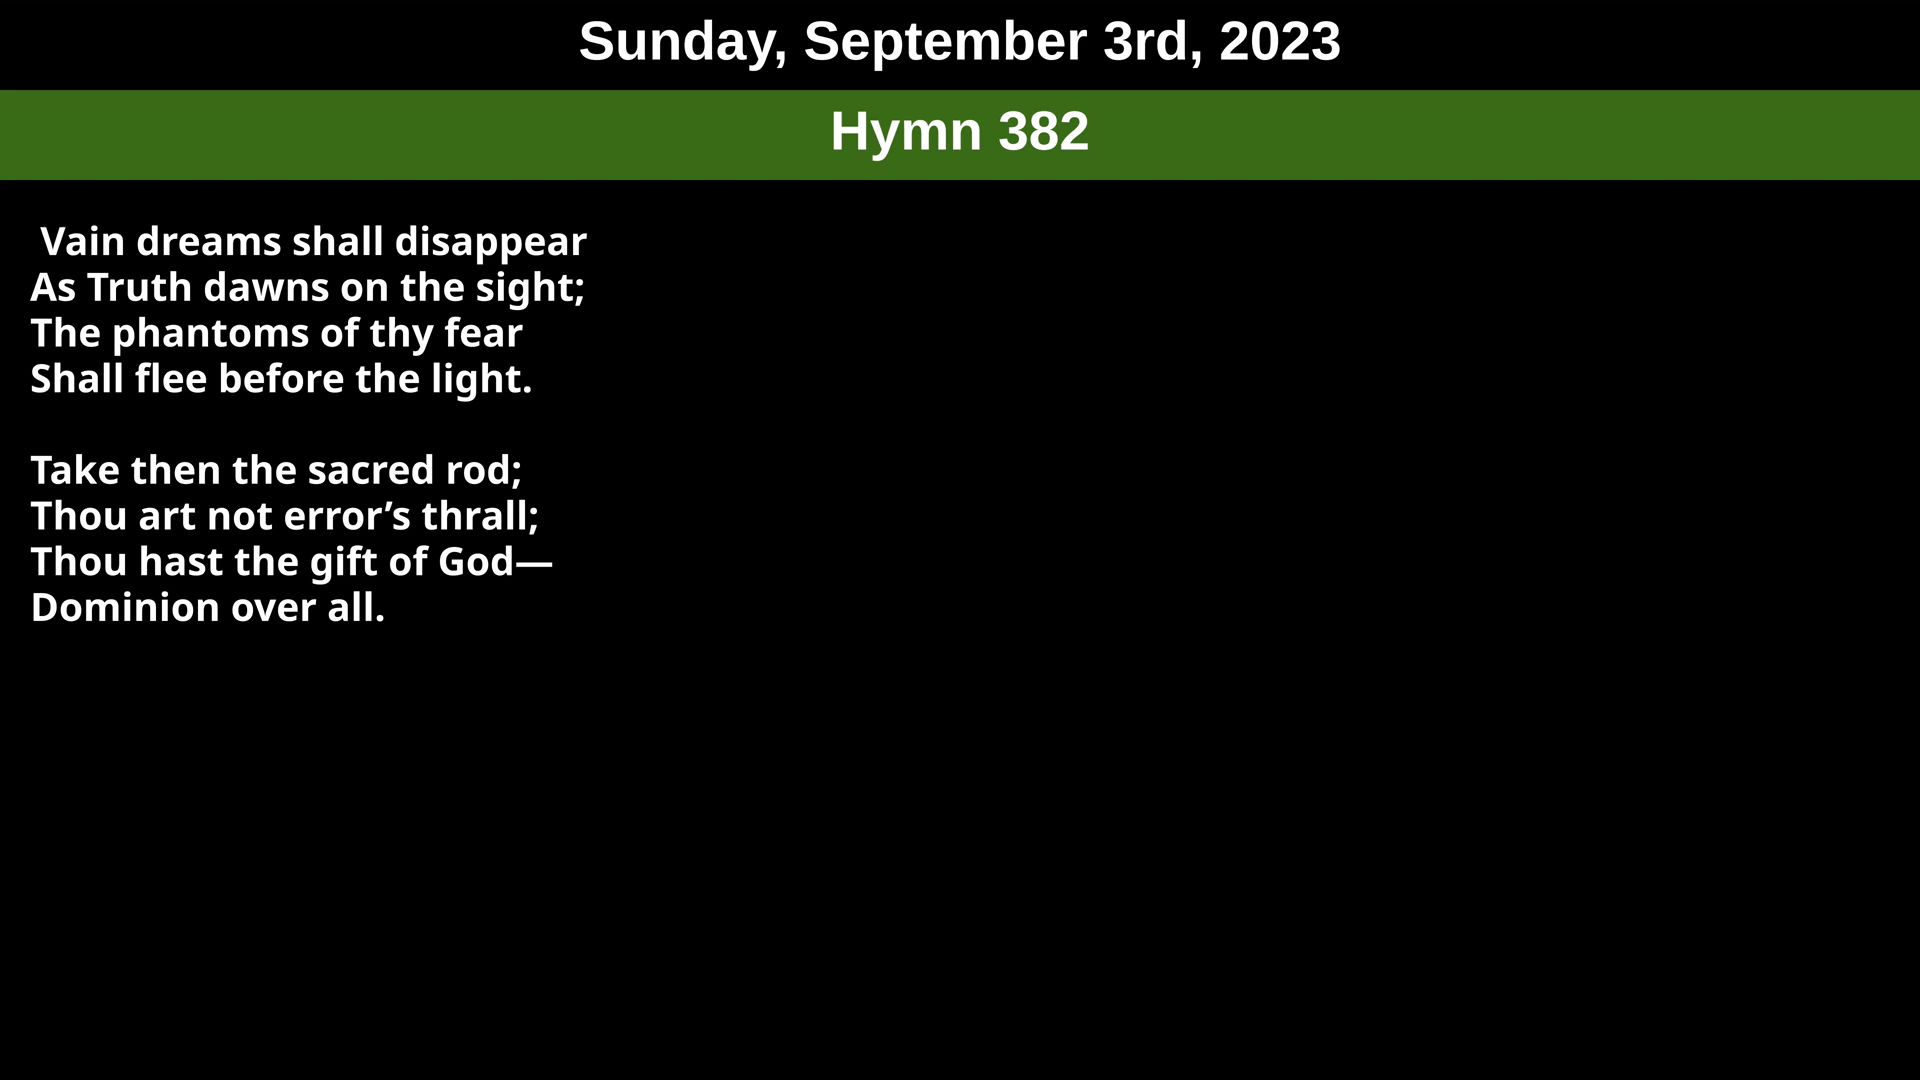 Sunday, September 3rd, 2023
Hymn 382
Vain dreams shall disappear
As Truth dawns on the sight;
The phantoms of thy fear
Shall flee before the light.
Take then the sacred rod;
Thou art not error’s thrall;
Thou hast the gift of God—
Dominion over all.